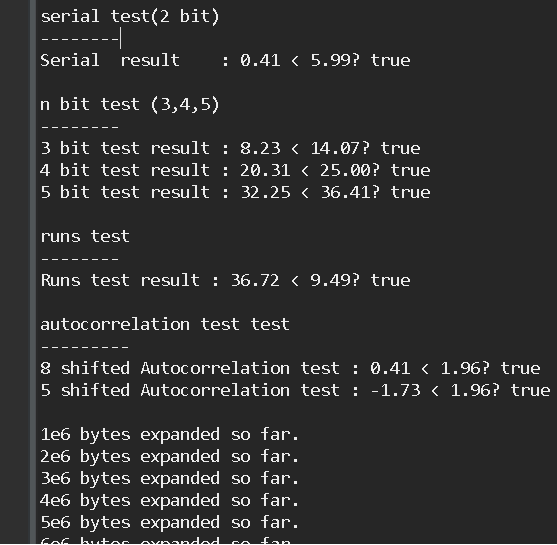 serial test(2 bit)
--------
Serial  result    : 0.41 < 5.99? true
n bit test (3,4,5)
--------
3 bit test result : 8.23 < 14.07? true
4 bit test result : 20.31 < 25.00? true
5 bit test result : 32.25 < 36.41? true
runs test
--------
Runs test result : 36.72 < 9.49? true
autocorrelation test test
---------
8 shifted Autocorrelation test : 0.41 < 1.96? true
5 shifted Autocorrelation test : -1.73 < 1.96? true
1e6 bytes expanded so far.
2e6 bytes expanded so far.
3e6 bytes expanded so far.
4e6 bytes expanded so far.
5e6 bytes expanded so far.
6e6 bytes expanded so far.